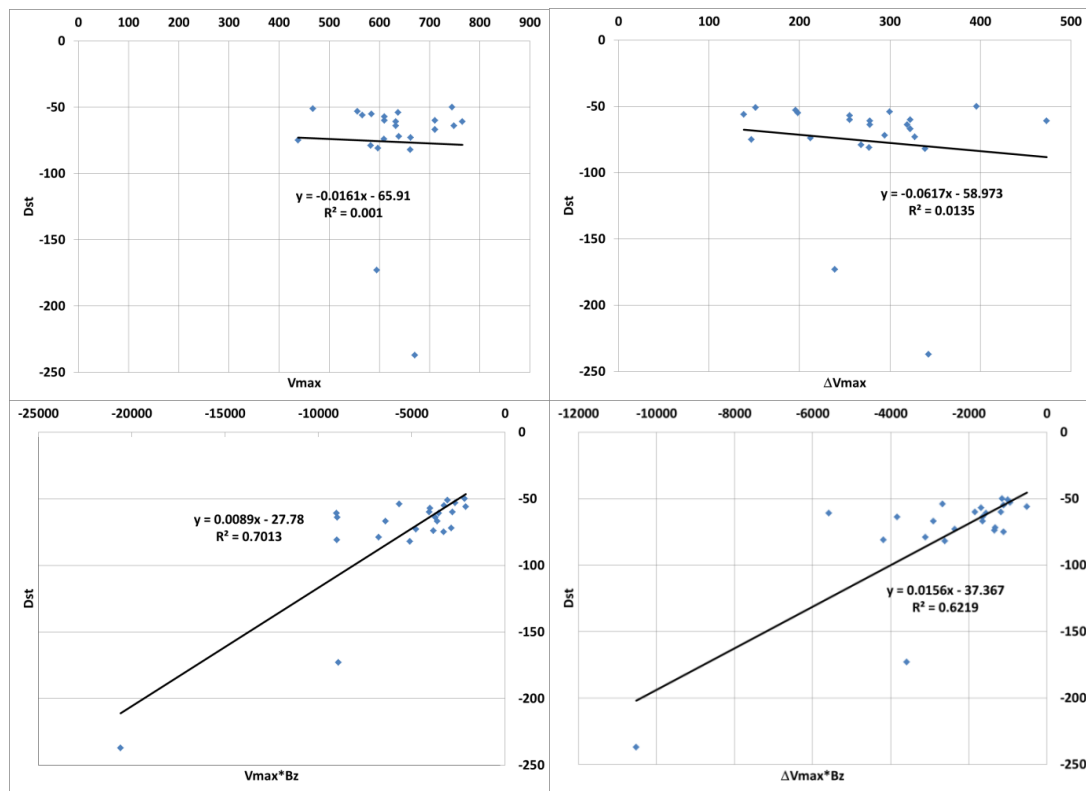 0 100 200 300 400 500 600 700 800 900
0
-50
-100
-150
-200
-250
Dst
y = -0.0161x - 65.91
R² = 0.001
Vmax
0 100 200 300 400 500
0
-50
-100
-150
-200
-250
Dst
y = -0.0617x - 58.973
R² = 0.0135
ΔVmax
-25000 -20000 -15000 -10000 -5000 0
0
-50
-100
-150
-200
-250
Dst
y = 0.0089x - 27.78
R² = 0.7013
Vmax*Bz
-12000 -10000 -8000 -6000 -4000 -2000 0
0
-50
-100
-150
-200
-250
Dst
y = 0.0156x - 37.367
R² = 0.6219
ΔVmax*Bz